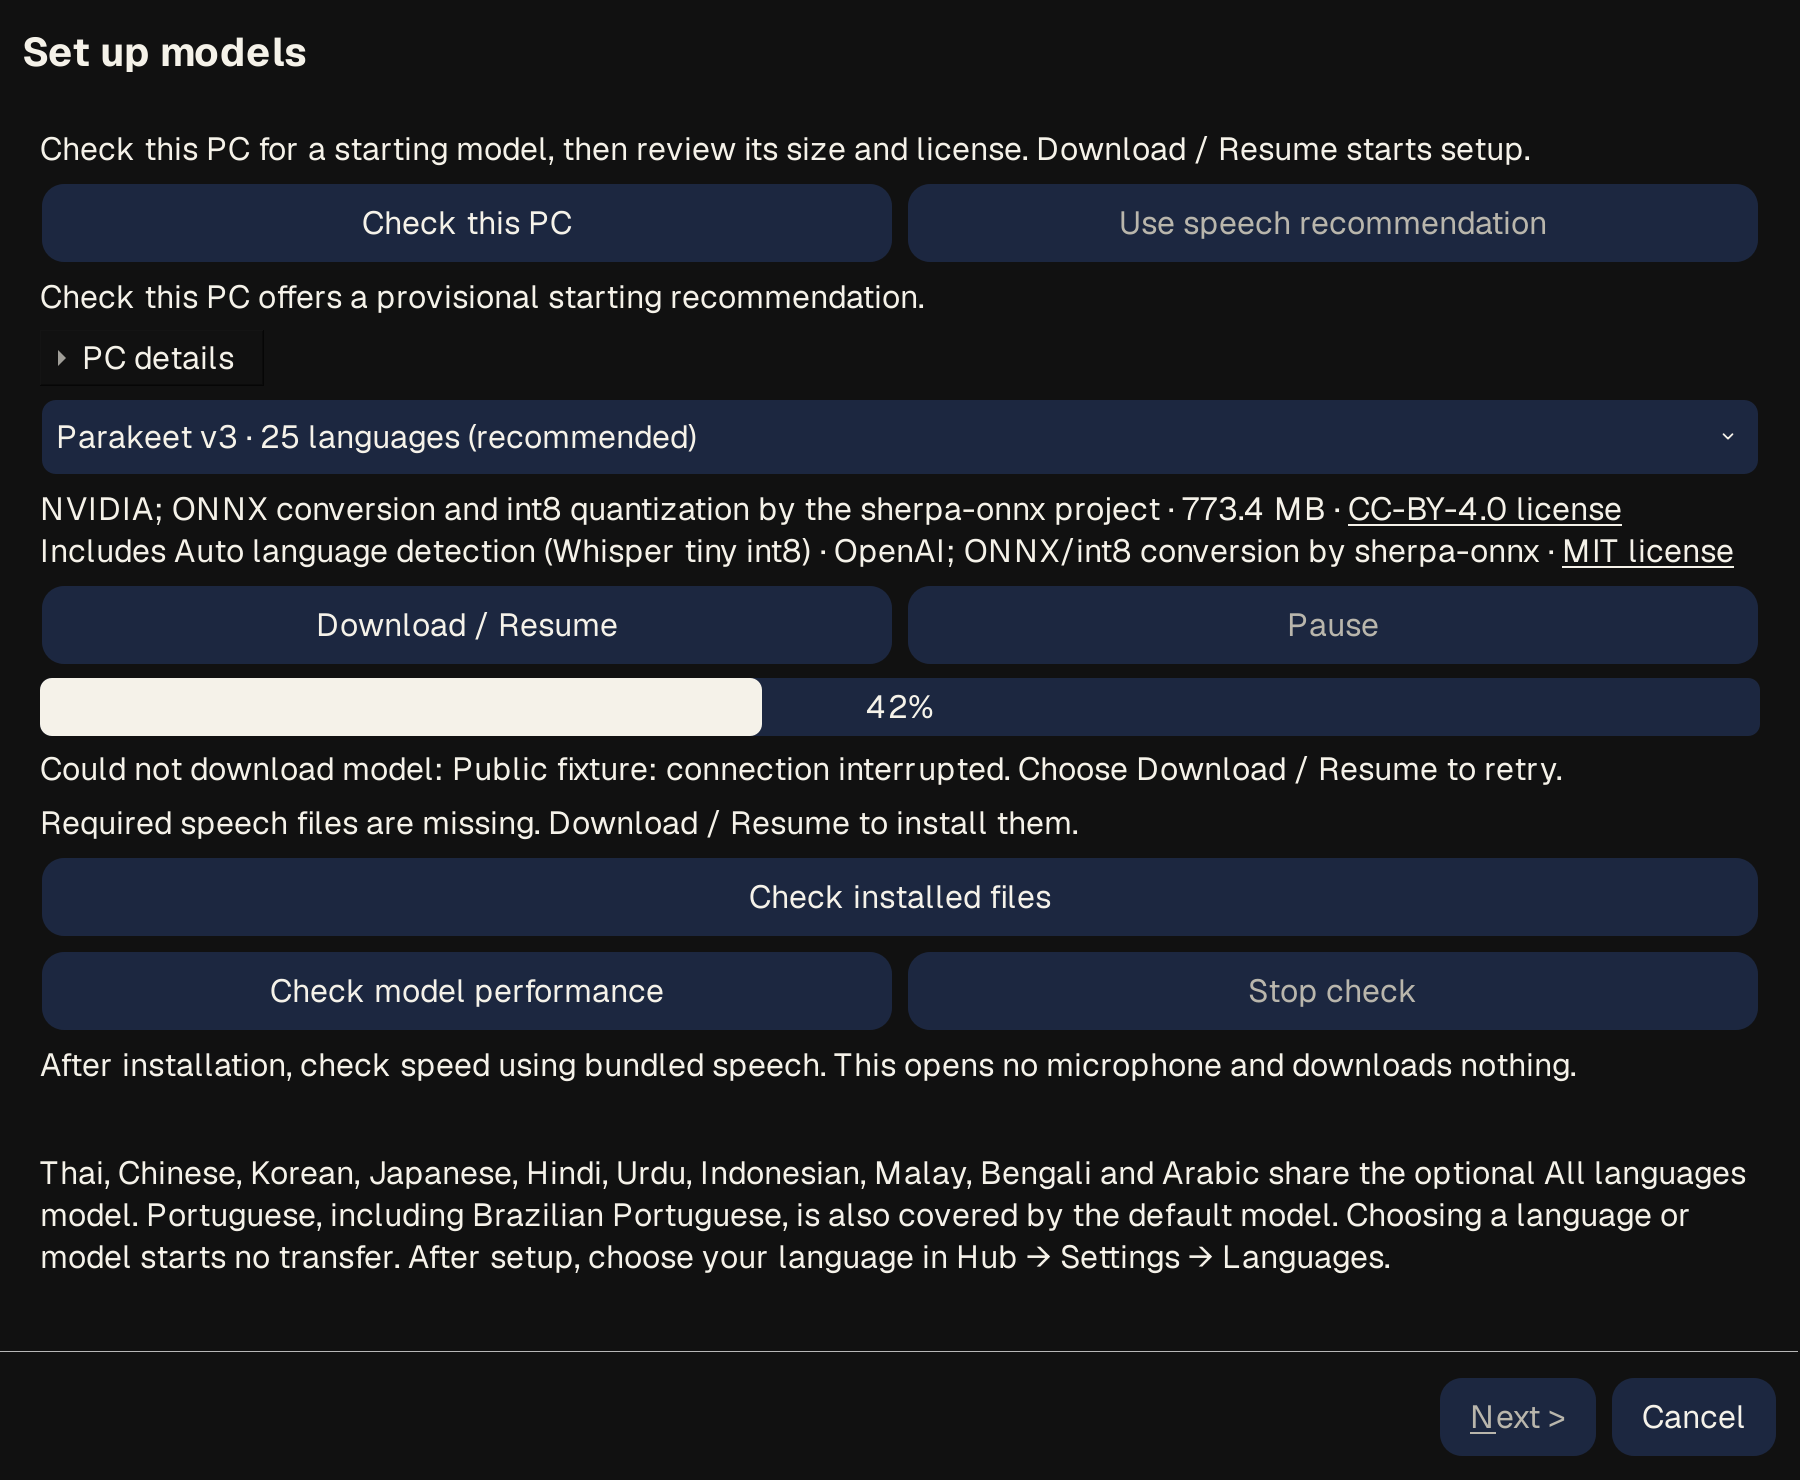 Set up models
Check this PC for a starting model, then review its size and license. Download / Resume starts setup.
Check this PC
Use speech recommendation
Check this PC offers a provisional starting recommendation.
PC details
Parakeet v3 · 25 languages (recommended)
NVIDIA; ONNX conversion and int8 quantization by the sherpa-onnx project · 773.4 MB · CC-BY-4.0 license
Includes Auto language detection (Whisper tiny int8) · OpenAI; ONNX/int8 conversion by sherpa-onnx · MIT license
Download / Resume
Pause
42%
Could not download model: Public fixture: connection interrupted. Choose Download / Resume to retry.
Required speech files are missing. Download / Resume to install them.
Check installed files
Check model performance
Stop check
After installation, check speed using bundled speech. This opens no microphone and downloads nothing.
Thai, Chinese, Korean, Japanese, Hindi, Urdu, Indonesian, Malay, Bengali and Arabic share the optional All languages
model. Portuguese, including Brazilian Portuguese, is also covered by the default model. Choosing a language or
model starts no transfer. After setup, choose your language in Hub → Settings → Languages.
Next >
Cancel